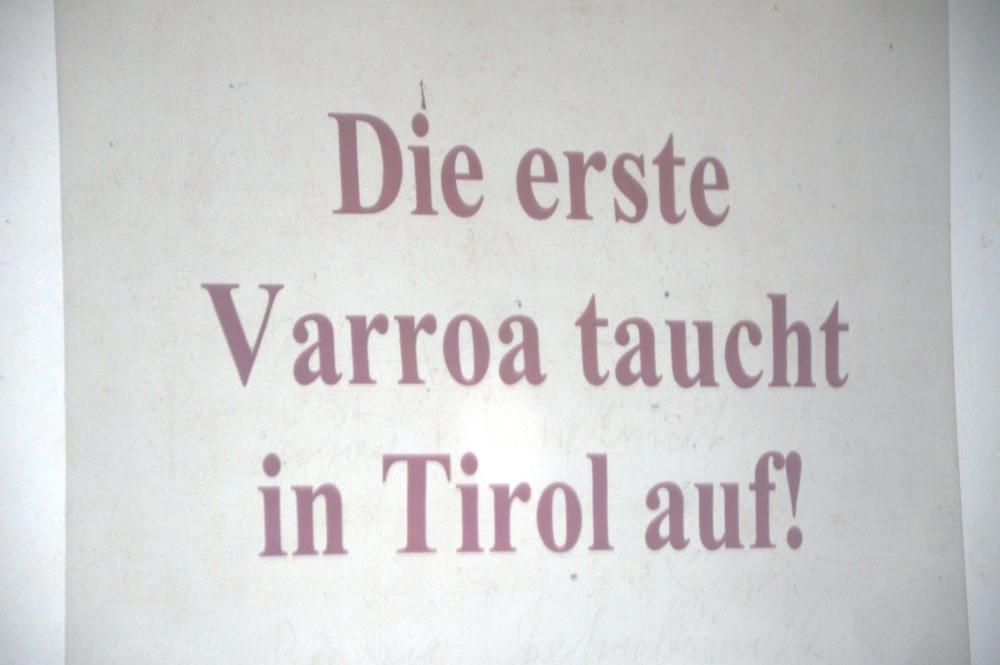 Die erste
Varroa taucht
in Tirol auf!